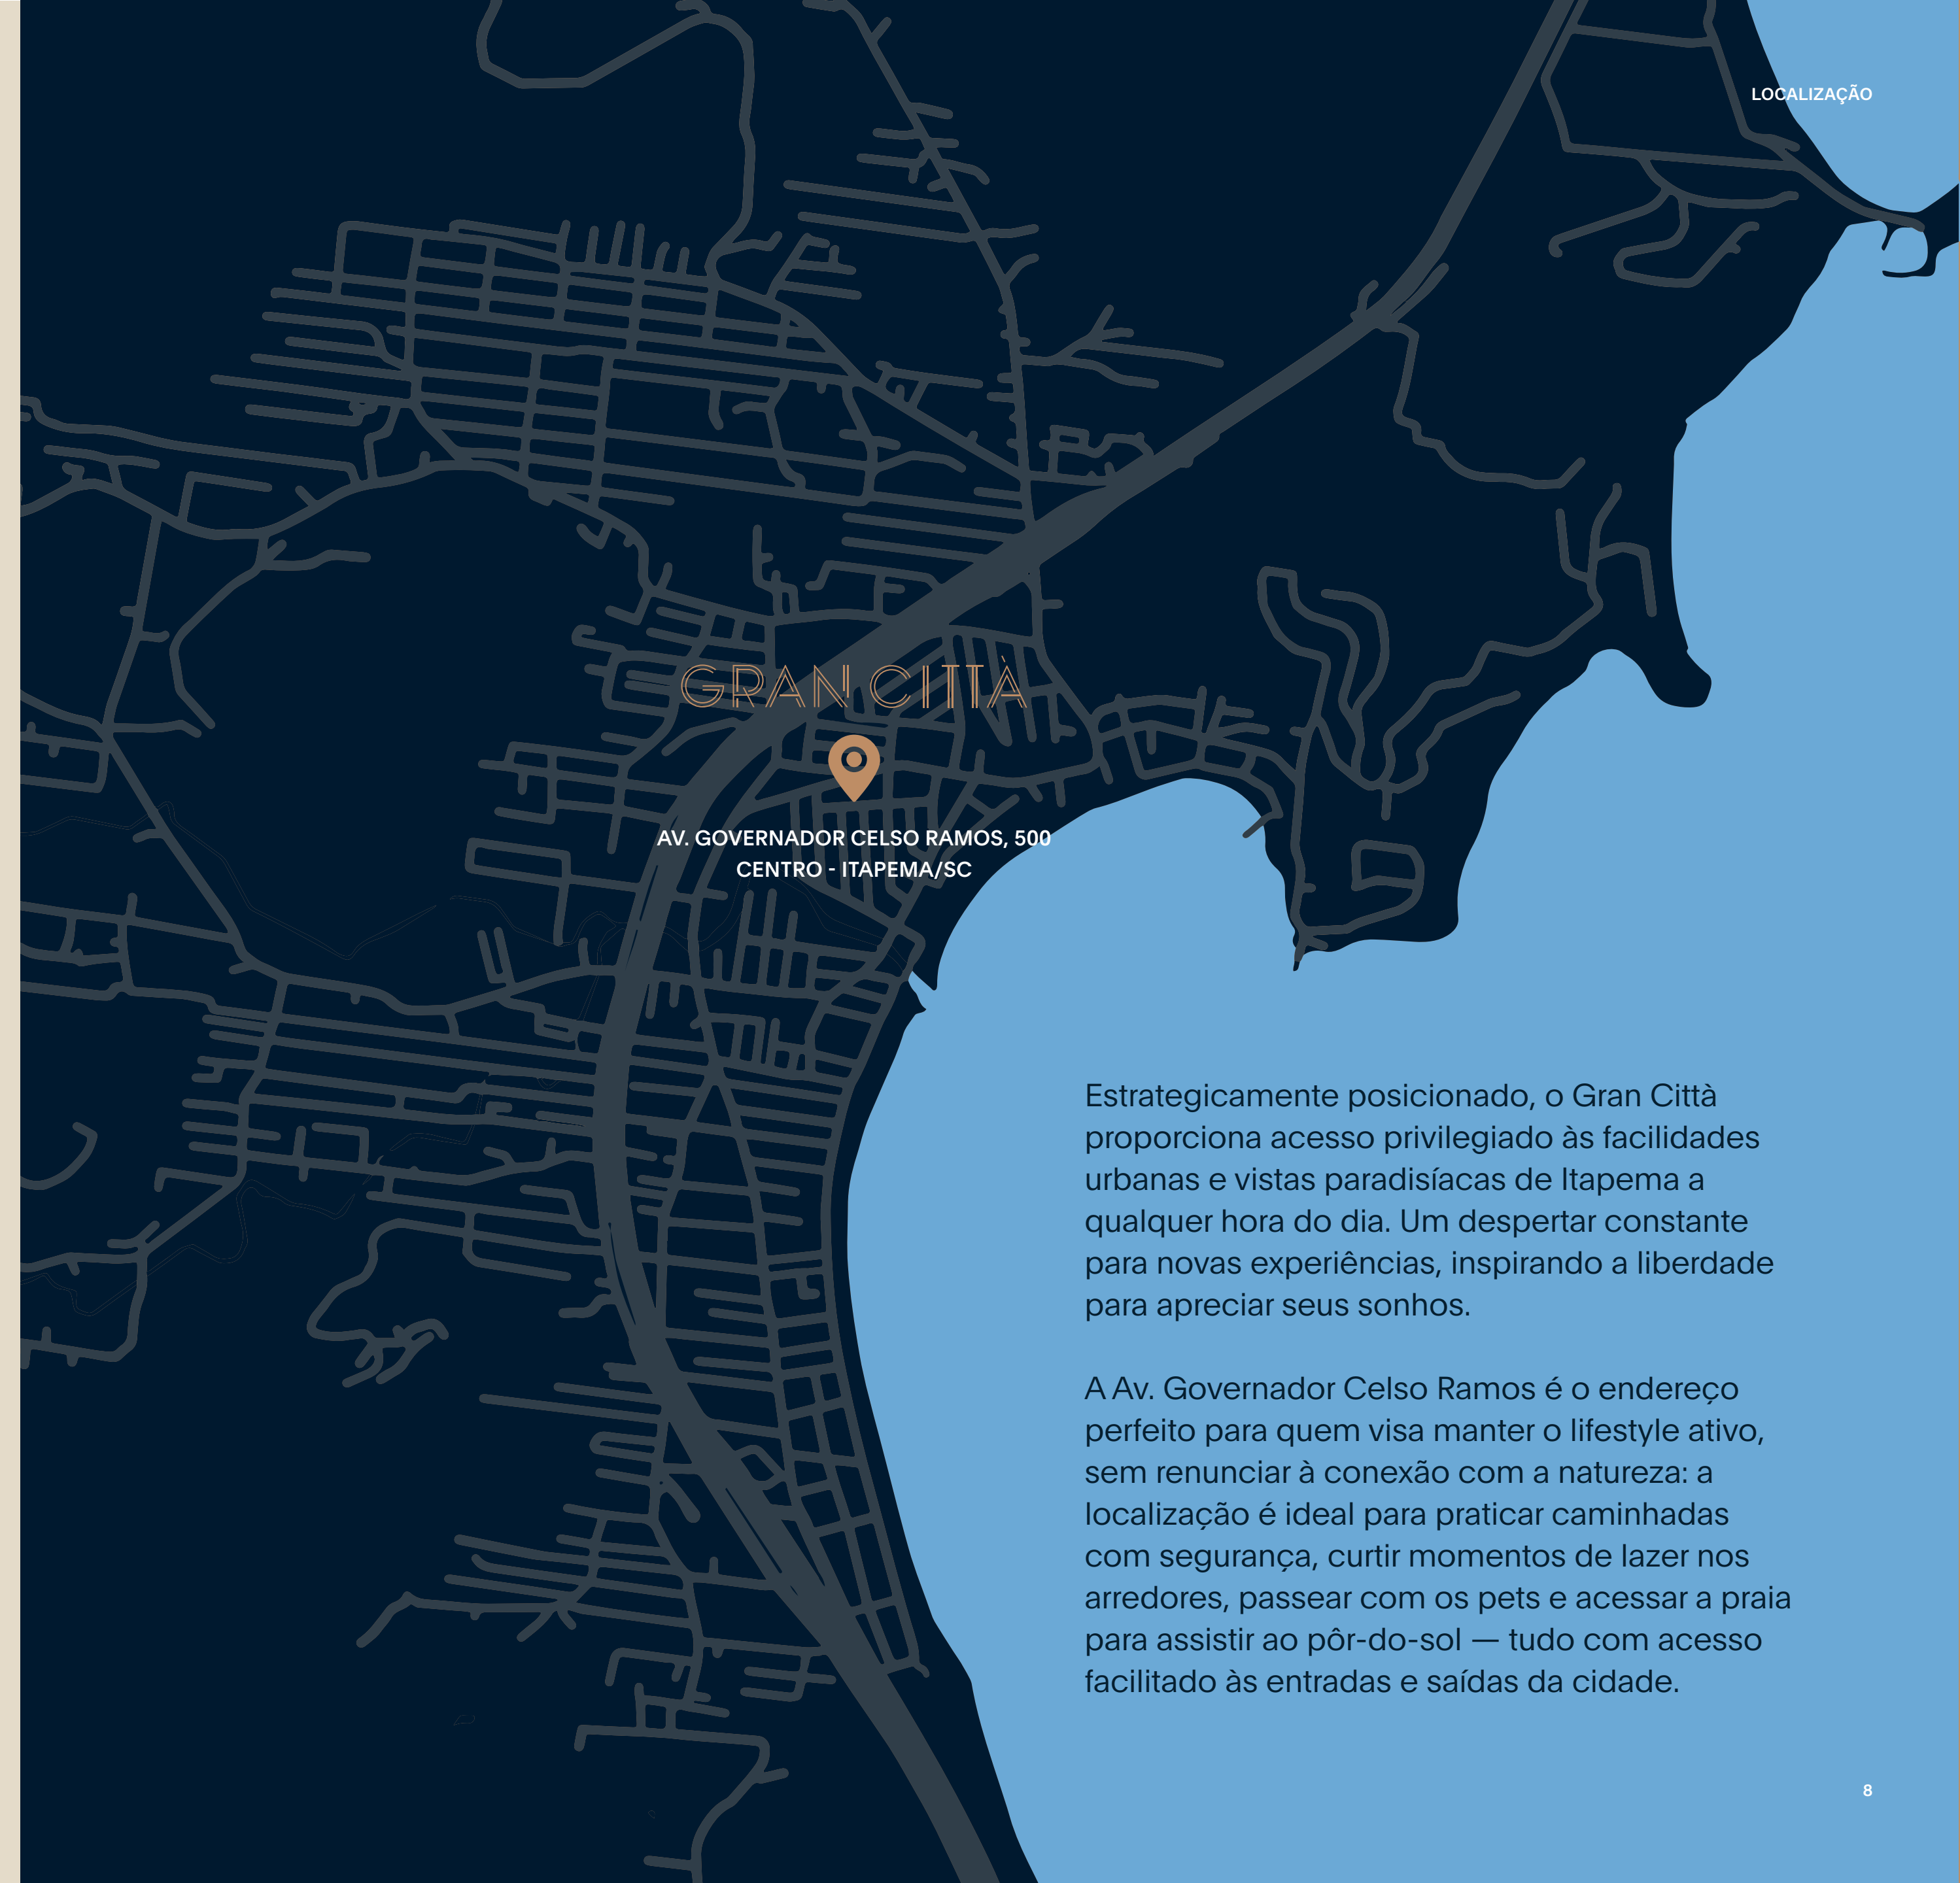 LOCALIZAÇÃO
GRAN CITTÀ
AV. GOVERNADOR CELSO RAMOS, 500
CENTRO - ITAPEMA/SC
Estrategicamente posicionado, o Gran Città
proporciona acesso privilegiado às facilidades
urbanas e vistas paradisíacas de Itapema a
qualquer hora do dia. Um despertar constante
para novas experiências, inspirando a liberdade
para apreciar seus sonhos.
A Av. Governador Celso Ramos é o endereço
perfeito para quem visa manter o lifestyle ativo,
sem renunciar à conexão com a natureza: a
localização é ideal para praticar caminhadas
com segurança, curtir momentos de lazer nos
arredores, passear com os pets e acessar a praia
para assistir ao pôr-do-sol — tudo com acesso
facilitado às entradas e saídas da cidade.
8